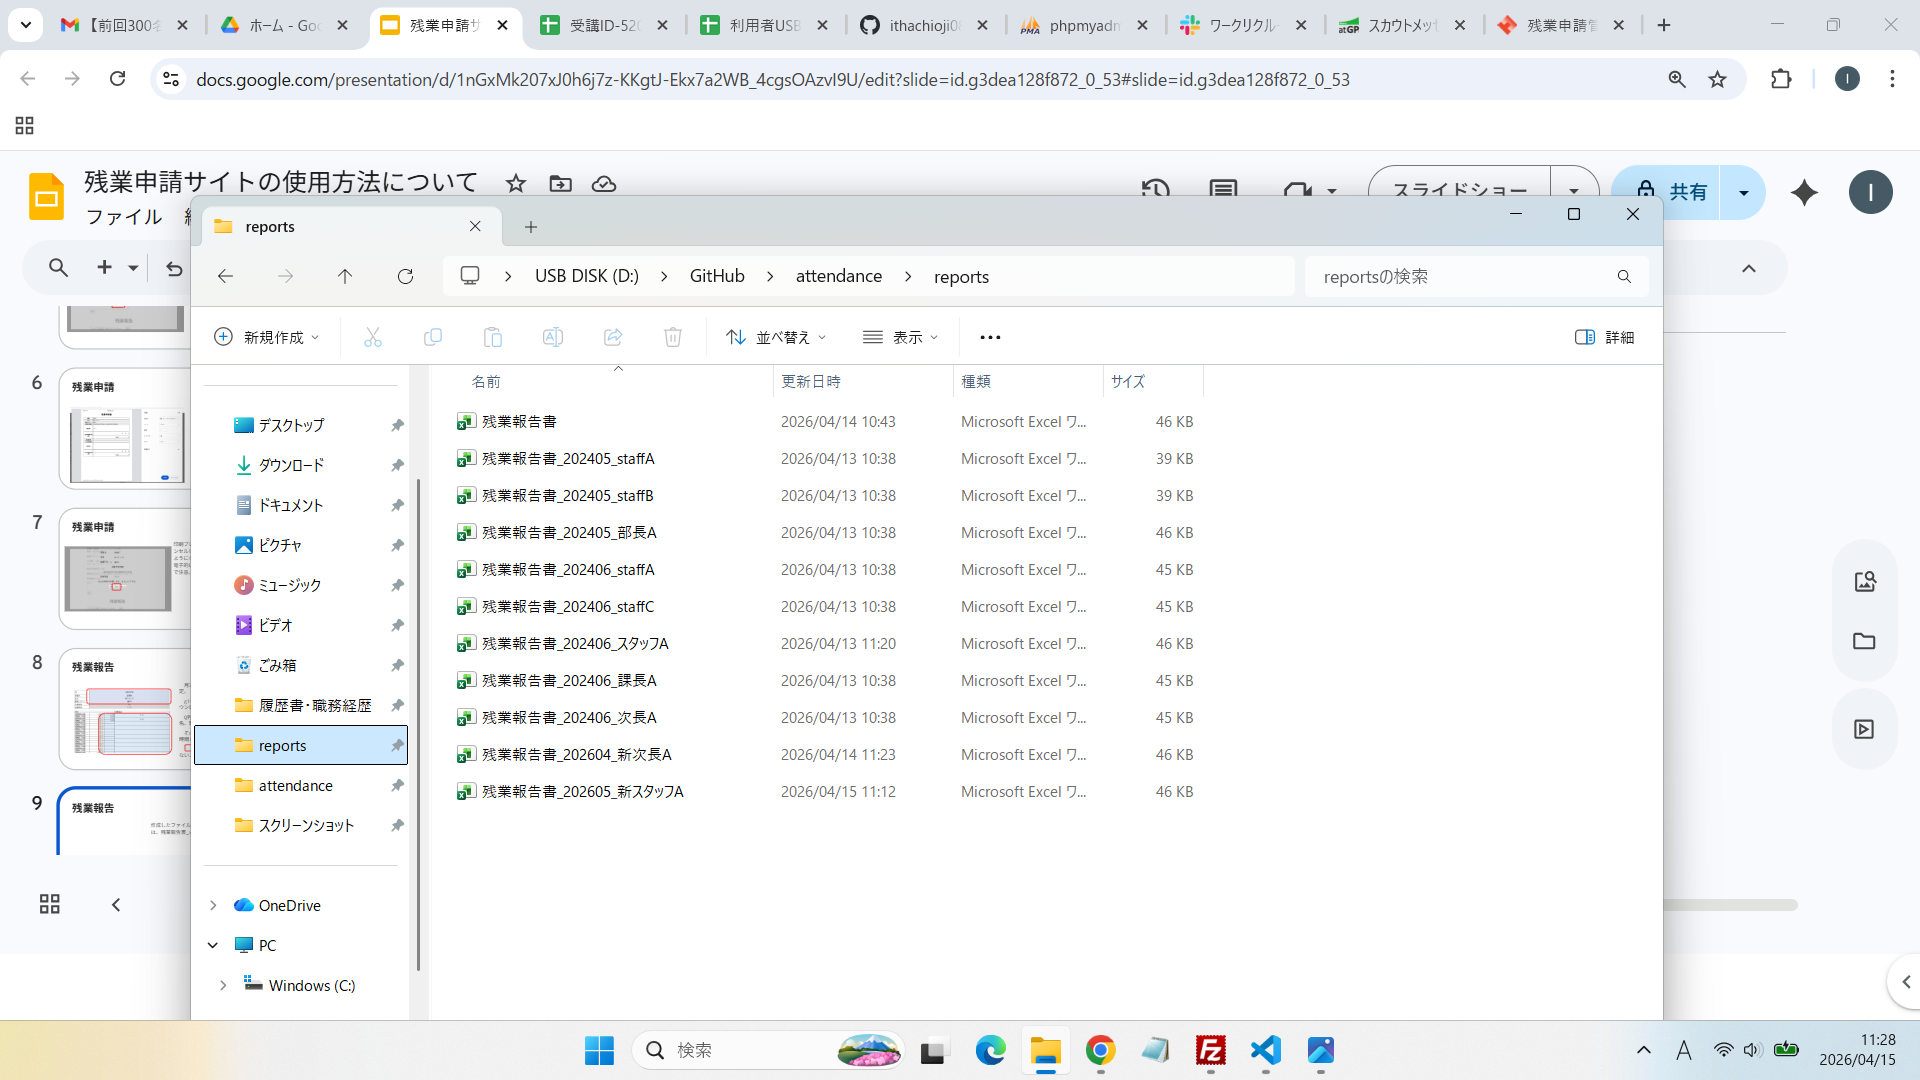 【前回300名
ホーム - Goo
残業申請サ
受講ID-520
利用者USB
ithachioji08
phpmyadn
ワークリクルー
スカウトメッセ
残業申請管
docs.google.com/presentation/d/1nGxMk207xJ0h6j7z-KKgtJ-Ekx7a2WB_4cgsOAzvI9U/edit?slide=id.g3dea128f872_0_53#slide=id.g3dea128f872_0_53
残業申請サイトの使用方法について
ファイル
スライドショー
共有
reports
USB DISK (D:) > GitHub > attendance > reports
reportsの検索
新規作成
並べ替え
表示
詳細
6
残業申請
7
残業申請
8
残業報告
9
残業報告
作成したファイル
デスクトップ
ダウンロード
ドキュメント
ピクチャ
ミュージック
ビデオ
ごみ箱
履歴書・職務経歴
reports
attendance
スクリーンショット
OneDrive
PC
Windows (C:)
名前 更新日時 種類 サイズ
残業報告書 2026/04/14 10:43 Microsoft Excel ワ... 46 KB
残業報告書_202405_staffA 2026/04/13 10:38 Microsoft Excel ワ... 39 KB
残業報告書_202405_staffB 2026/04/13 10:38 Microsoft Excel ワ... 39 KB
残業報告書_202405_部長A 2026/04/13 10:38 Microsoft Excel ワ... 46 KB
残業報告書_202406_staffA 2026/04/13 10:38 Microsoft Excel ワ... 45 KB
残業報告書_202406_staffC 2026/04/13 10:38 Microsoft Excel ワ... 45 KB
残業報告書_202406_スタッフA 2026/04/13 11:20 Microsoft Excel ワ... 46 KB
残業報告書_202406_課長A 2026/04/13 10:38 Microsoft Excel ワ... 45 KB
残業報告書_202406_次長A 2026/04/13 10:38 Microsoft Excel ワ... 45 KB
残業報告書_202604_新次長A 2026/04/14 11:23 Microsoft Excel ワ... 46 KB
残業報告書_202605_新スタッフA 2026/04/15 11:12 Microsoft Excel ワ... 46 KB
検索
A
11:28
2026/04/15